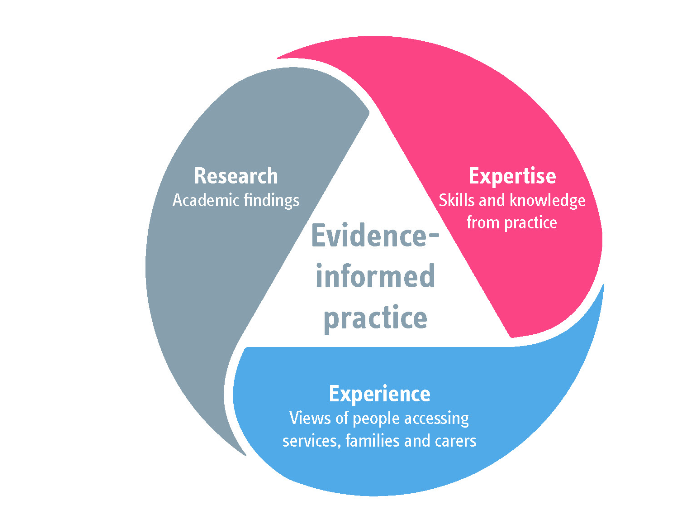 Research
Academic findings
Expertise
Skills and knowledge
from practice
Evidence-
informed
practice
Experience
Views of people accessing
services, families and carers